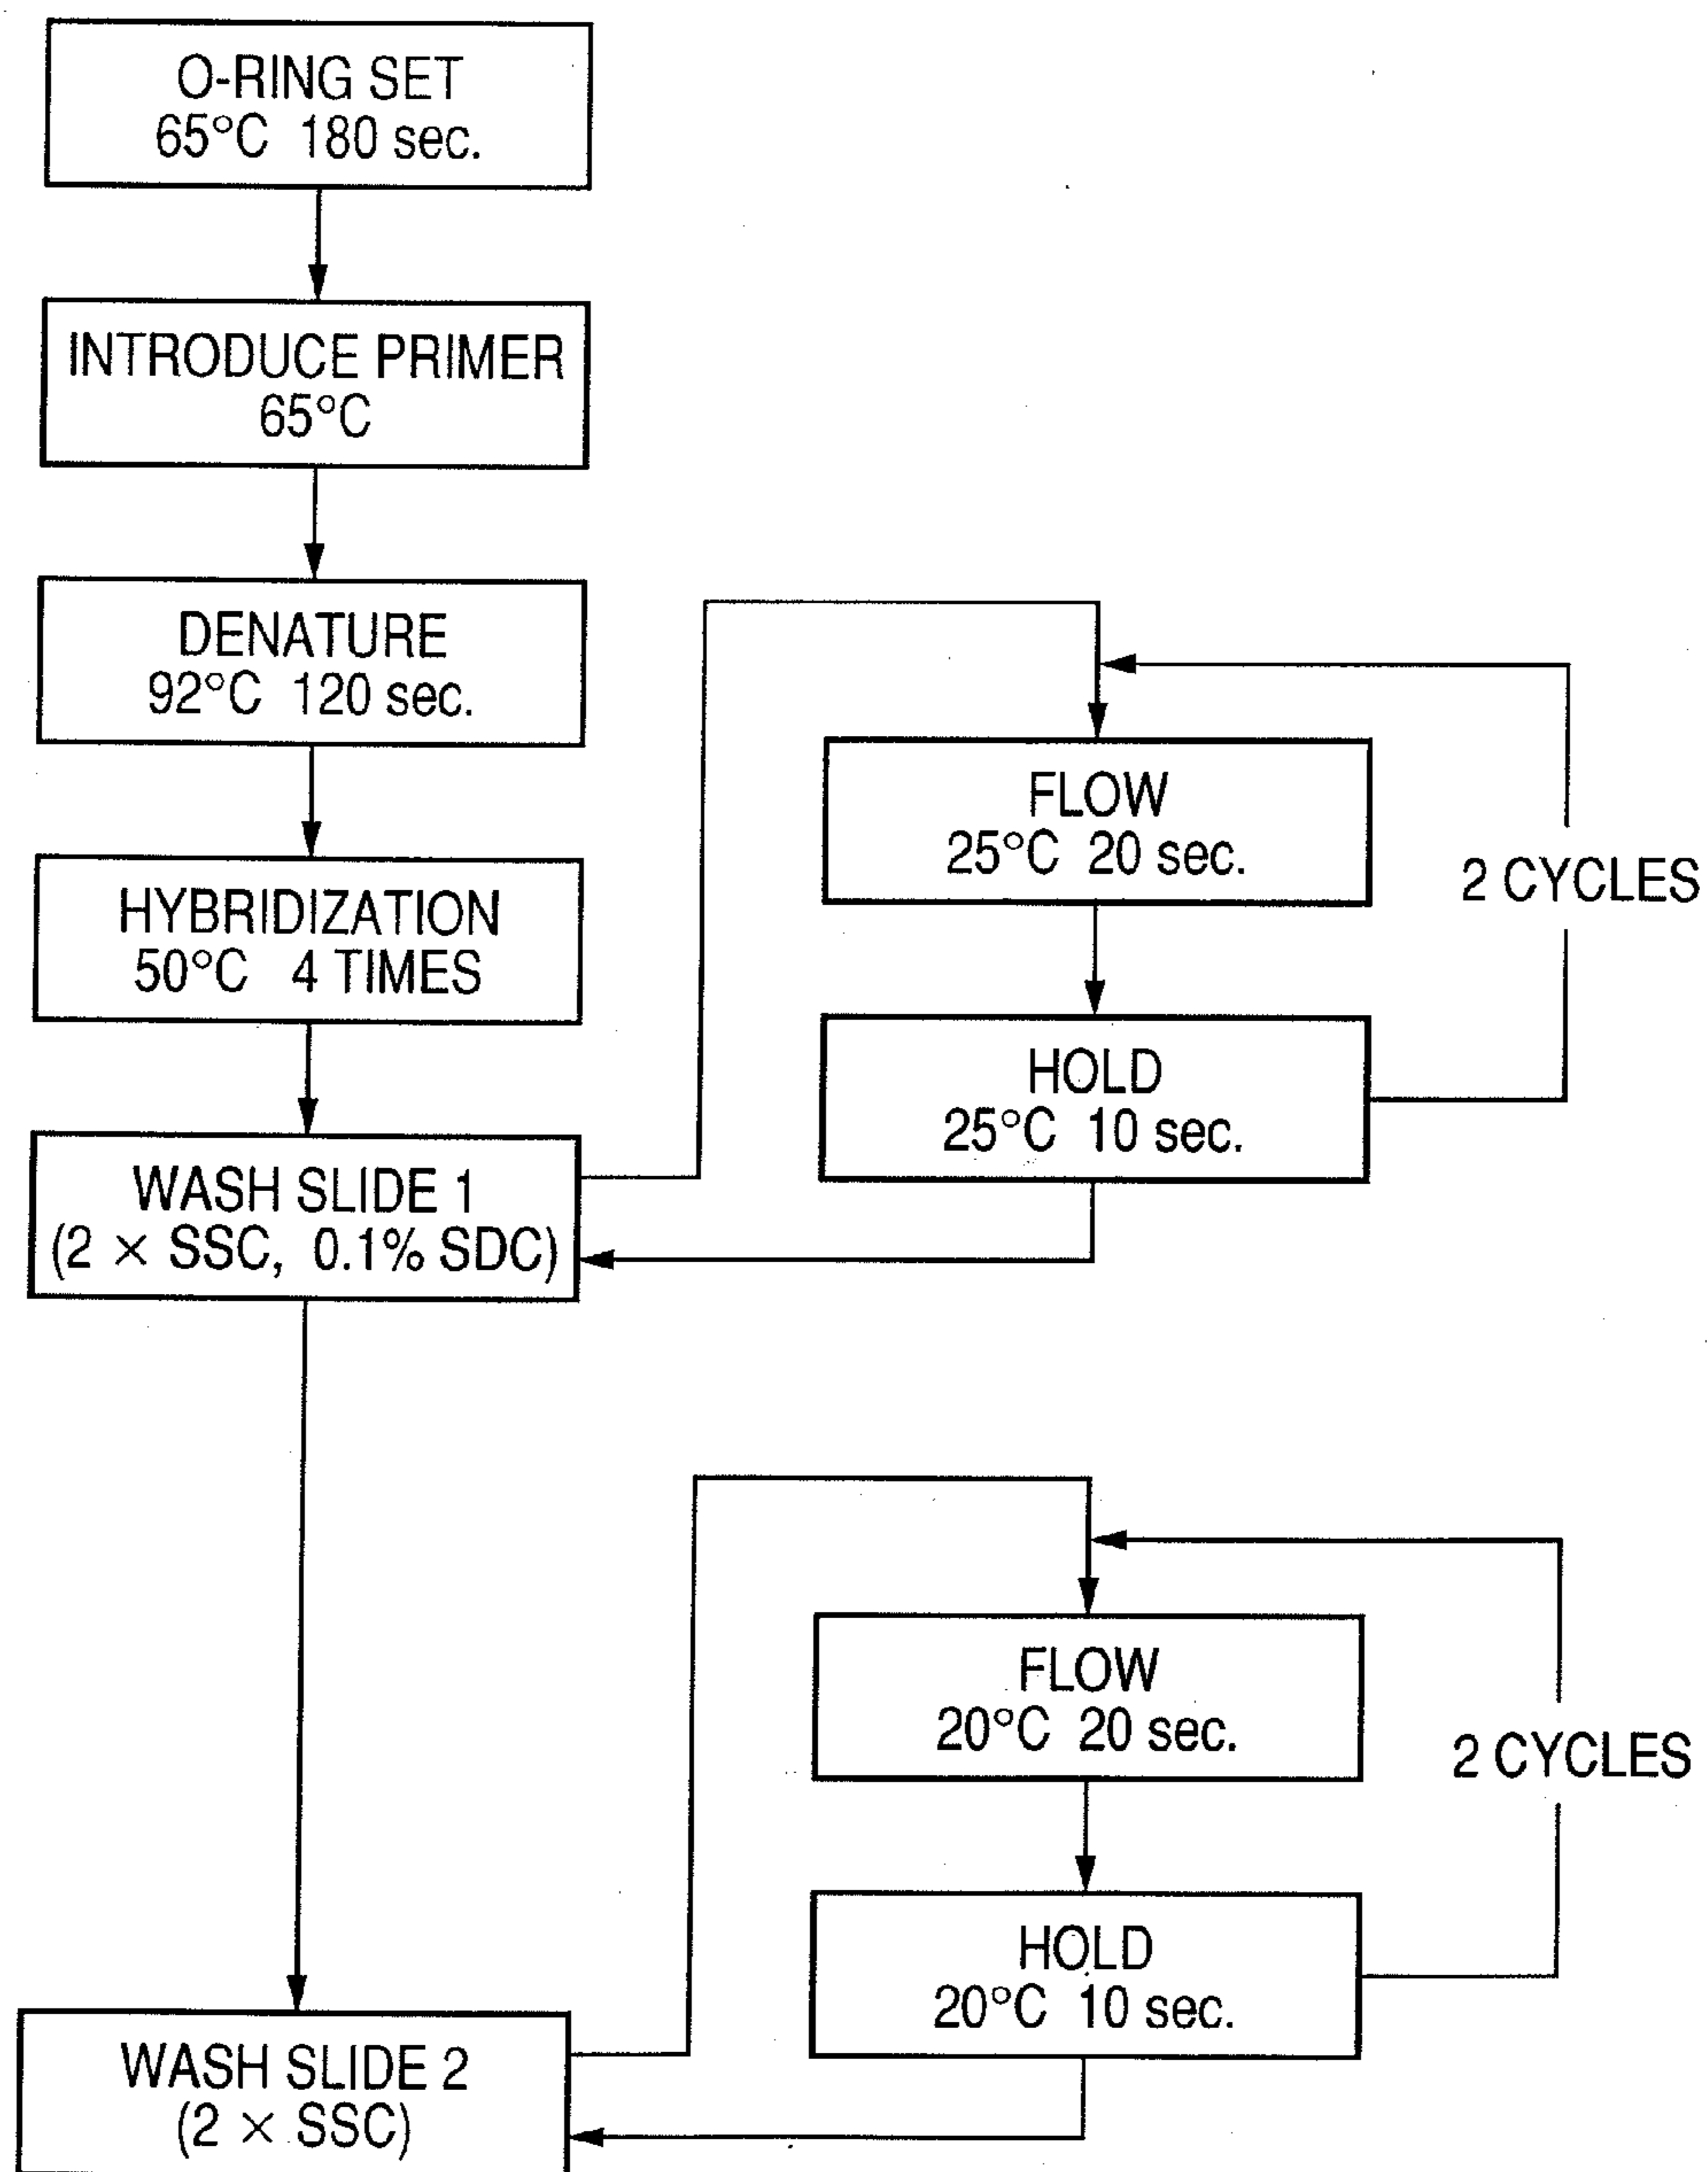 O-RING SET
65°C 180 sec.
INTRODUCE PRIMER
65°C
DENATURE
92°C 120 sec.
HYBRIDIZATION
50°C 4 TIMES
WASH SLIDE 1
(2 × SSC, 0.1% SDC)
FLOW
25°C 20 sec.
HOLD
25°C 10 sec.
2 CYCLES
WASH SLIDE 2
(2 × SSC)
FLOW
20°C 20 sec.
HOLD
20°C 10 sec.
2 CYCLES